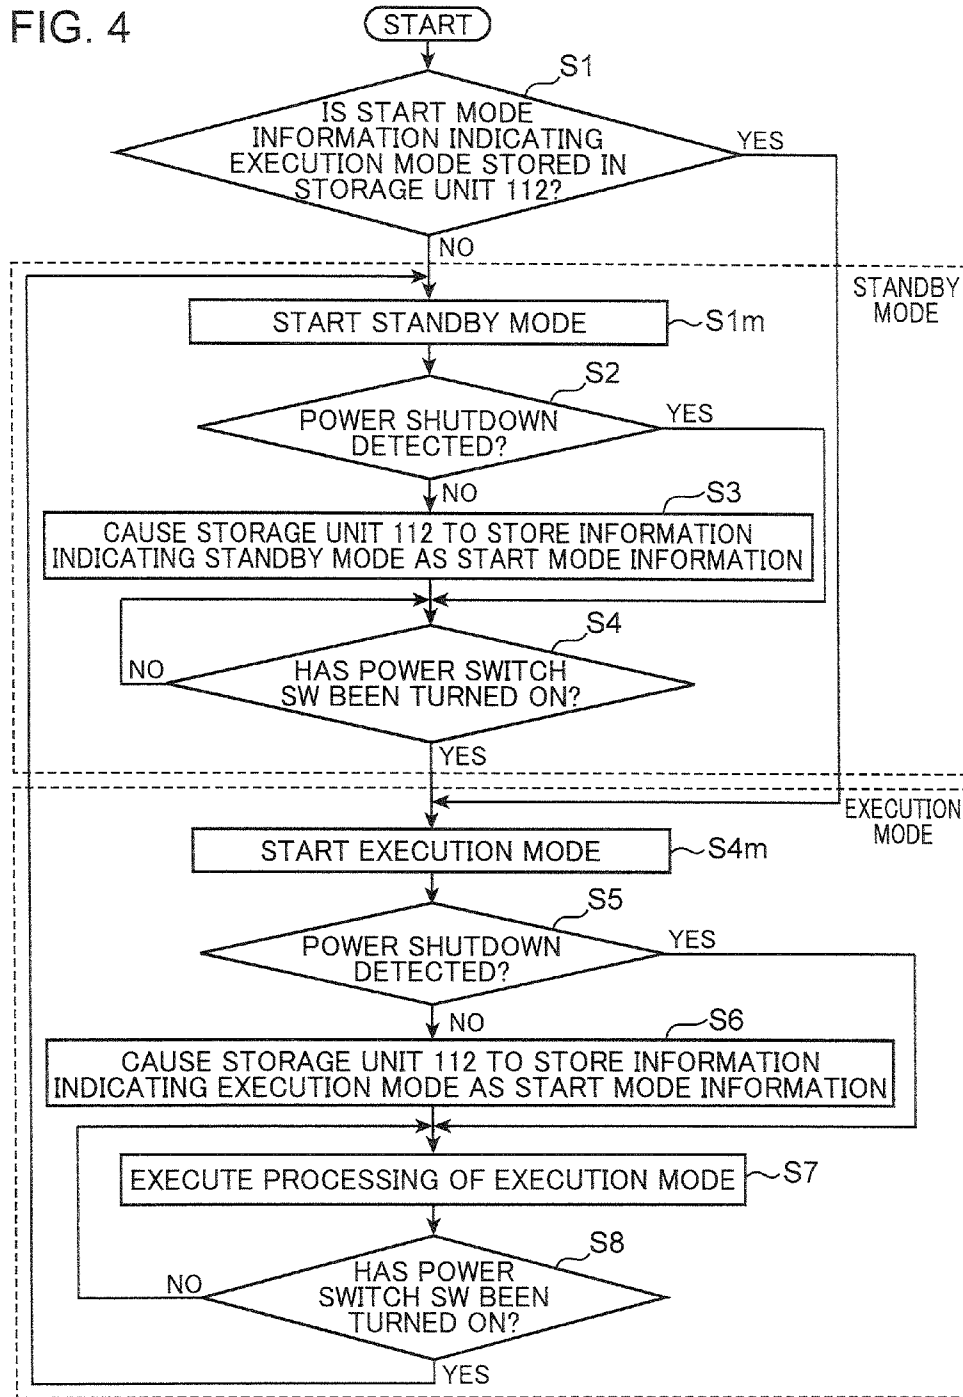 FIG. 4
START
S1
IS START MODE
INFORMATION INDICATING
EXECUTION MODE STORED IN
STORAGE UNIT 112?
YES
NO
STANDBY
MODE
START STANDBY MODE
S1m
S2
POWER SHUTDOWN
DETECTED?
YES
NO
S3
CAUSE STORAGE UNIT 112 TO STORE INFORMATION
INDICATING STANDBY MODE AS START MODE INFORMATION
S4
HAS POWER SWITCH
SW BEEN TURNED ON?
NO
YES
EXECUTION
MODE
START EXECUTION MODE
S4m
S5
POWER SHUTDOWN
DETECTED?
YES
NO
S6
CAUSE STORAGE UNIT 112 TO STORE INFORMATION
INDICATING EXECUTION MODE AS START MODE INFORMATION
EXECUTE PROCESSING OF EXECUTION MODE
S7
S8
HAS POWER
SWITCH SW BEEN
TURNED ON?
NO
YES